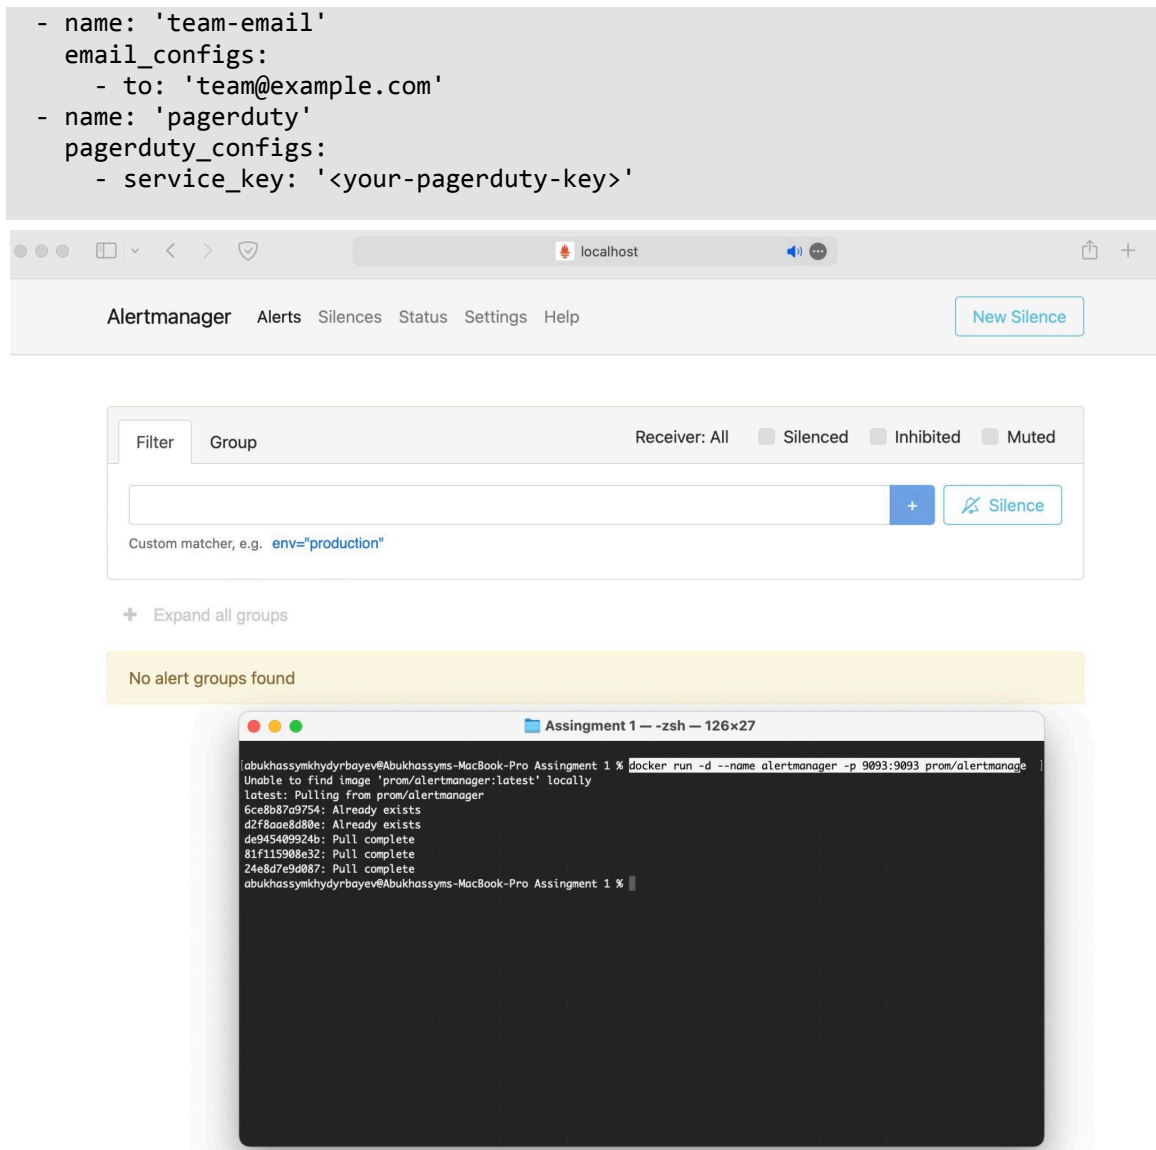 - name: 'team-email'
email_configs:
- to: 'team@example.com'
- name: 'pagerduty'
pagerduty_configs:
- service_key: '<your-pagerduty-key>'
localhost
Alertmanager Alerts Silences Status Settings Help New Silence
Filter Group Receiver: All Silenced Inhibited Muted
+ Silence
Custom matcher, e.g. env="production"
+ Expand all groups
No alert groups found
Assingment 1 — -zsh — 126×27
[abukhassymkhydyrbayev@Abukhassyms-MacBook-Pro Assingment 1 % docker run -d --name alertmanager -p 9093:9093 prom/alertmanage ]
Unable to find image 'prom/alertmanager:latest' locally
latest: Pulling from prom/alertmanager
6ce8b87a9754: Already exists
d2f8aae8d80e: Already exists
de945409924b: Pull complete
81f115908e32: Pull complete
24e8d7e9d087: Pull complete
abukhassymkhydyrbayev@Abukhassyms-MacBook-Pro Assingment 1 %